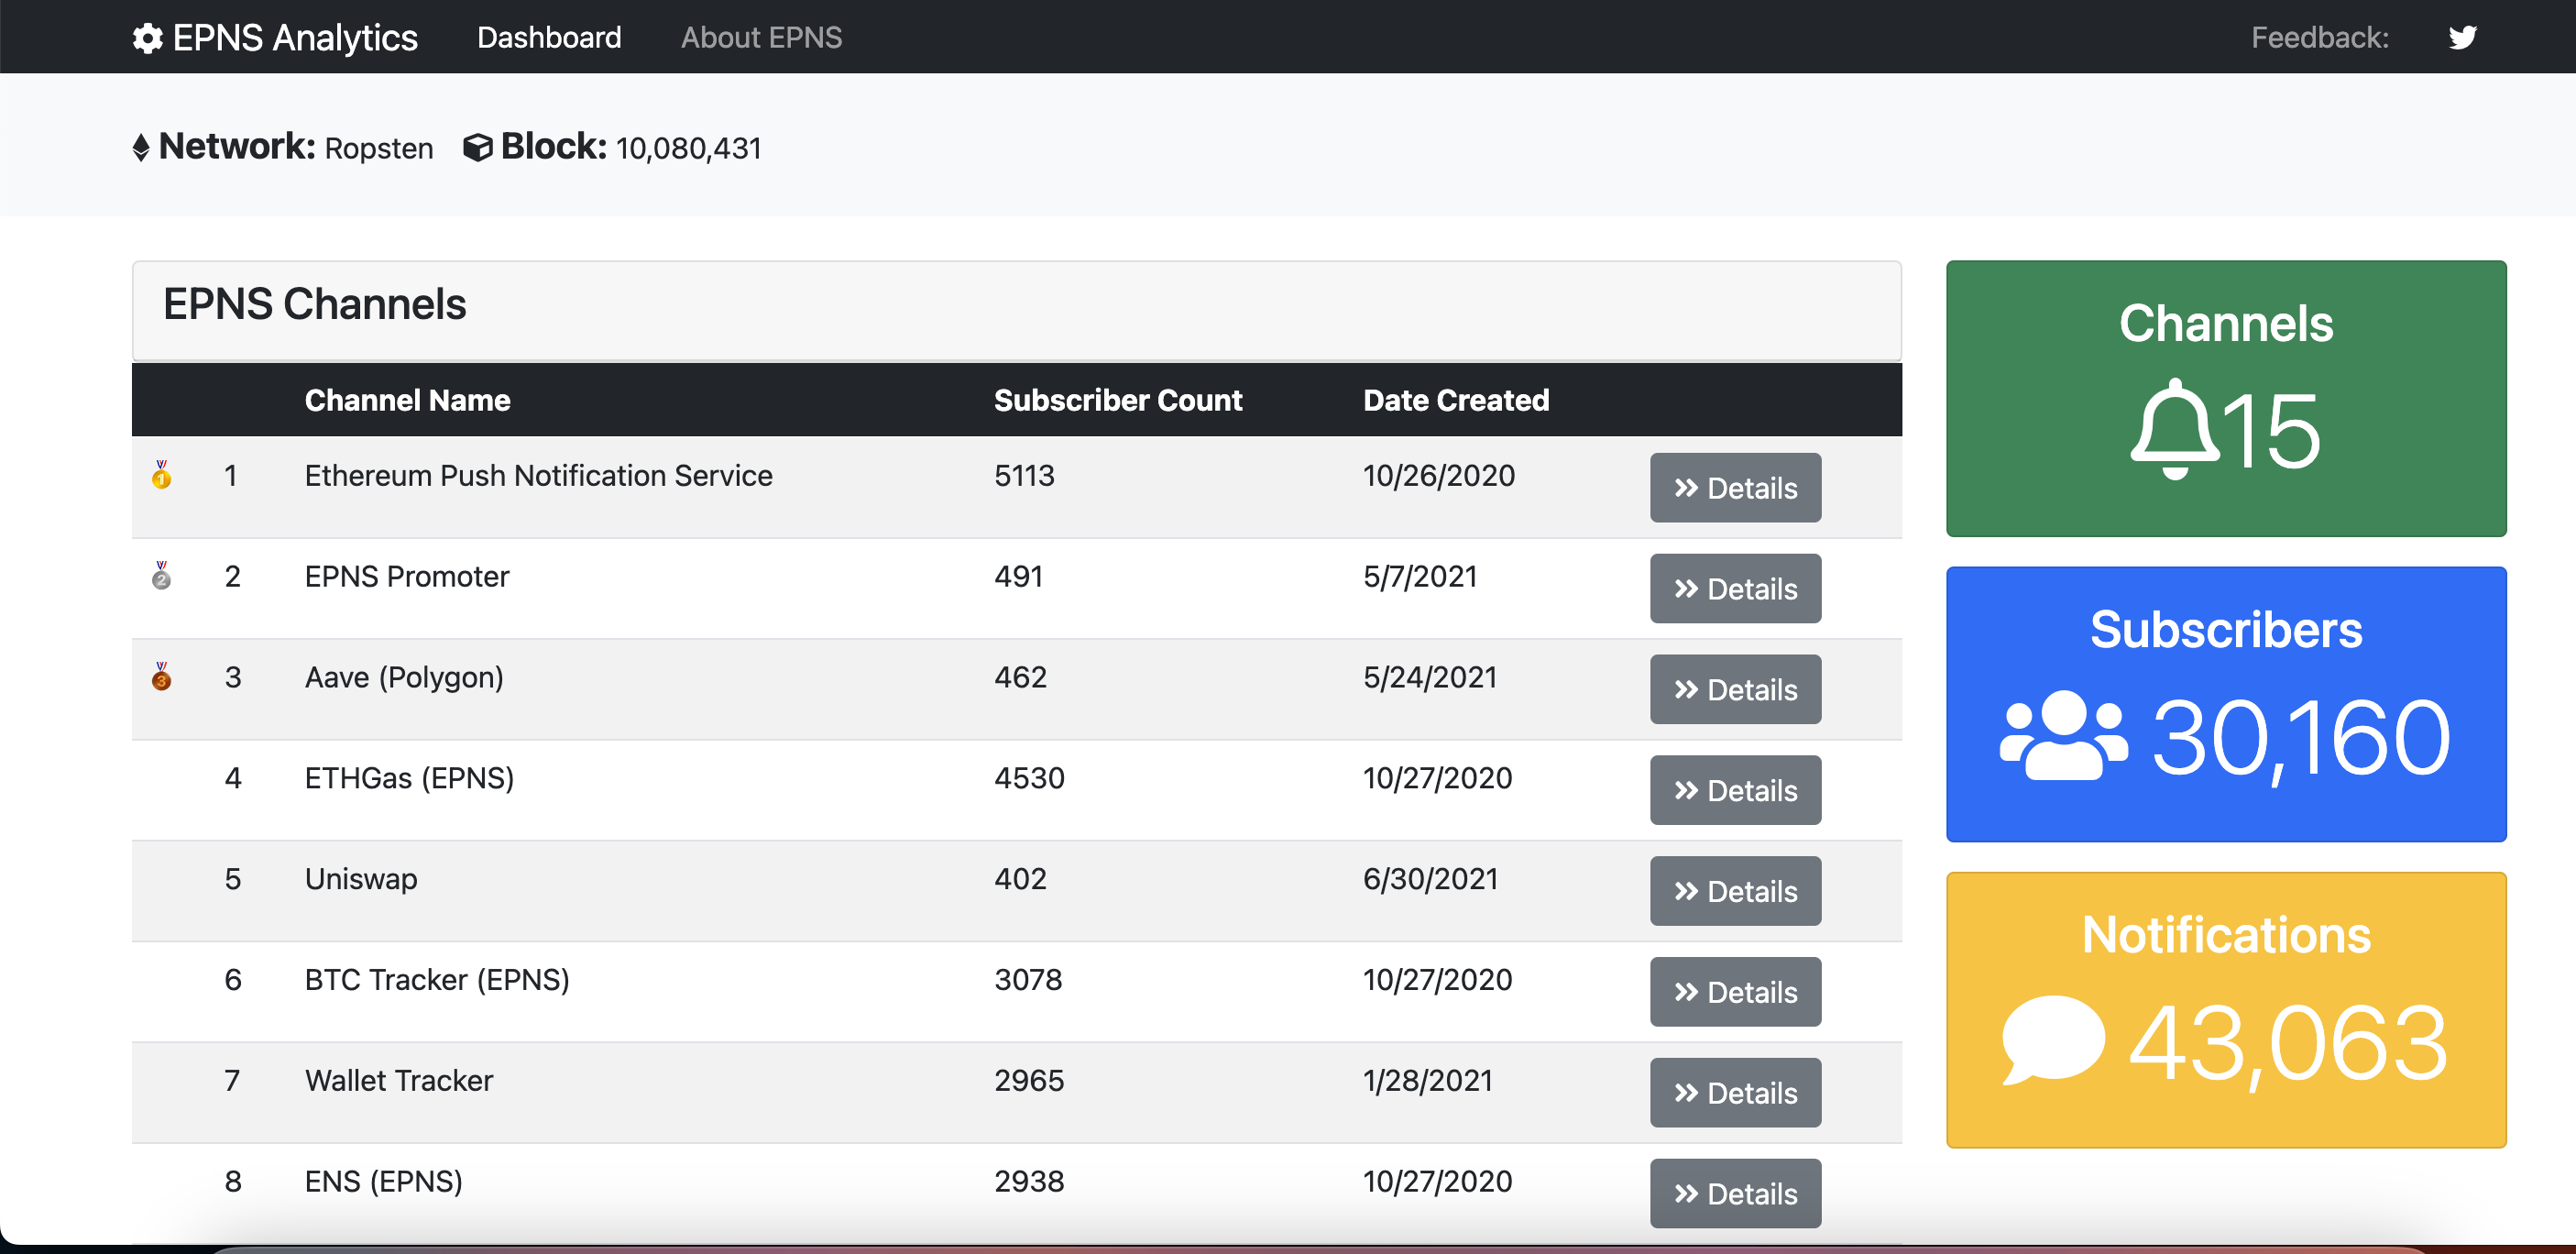 EPNS Analytics Dashboard About EPNS Feedback:
Network: Ropsten Block: 10,080,431
EPNS Channels
Channel Name Subscriber Count Date Created
1 Ethereum Push Notification Service 5113 10/26/2020 Details
2 EPNS Promoter 491 5/7/2021 Details
3 Aave (Polygon) 462 5/24/2021 Details
4 ETHGas (EPNS) 4530 10/27/2020 Details
5 Uniswap 402 6/30/2021 Details
6 BTC Tracker (EPNS) 3078 10/27/2020 Details
7 Wallet Tracker 2965 1/28/2021 Details
8 ENS (EPNS) 2938 10/27/2020 Details
Channels
15
Subscribers
30,160
Notifications
43,063